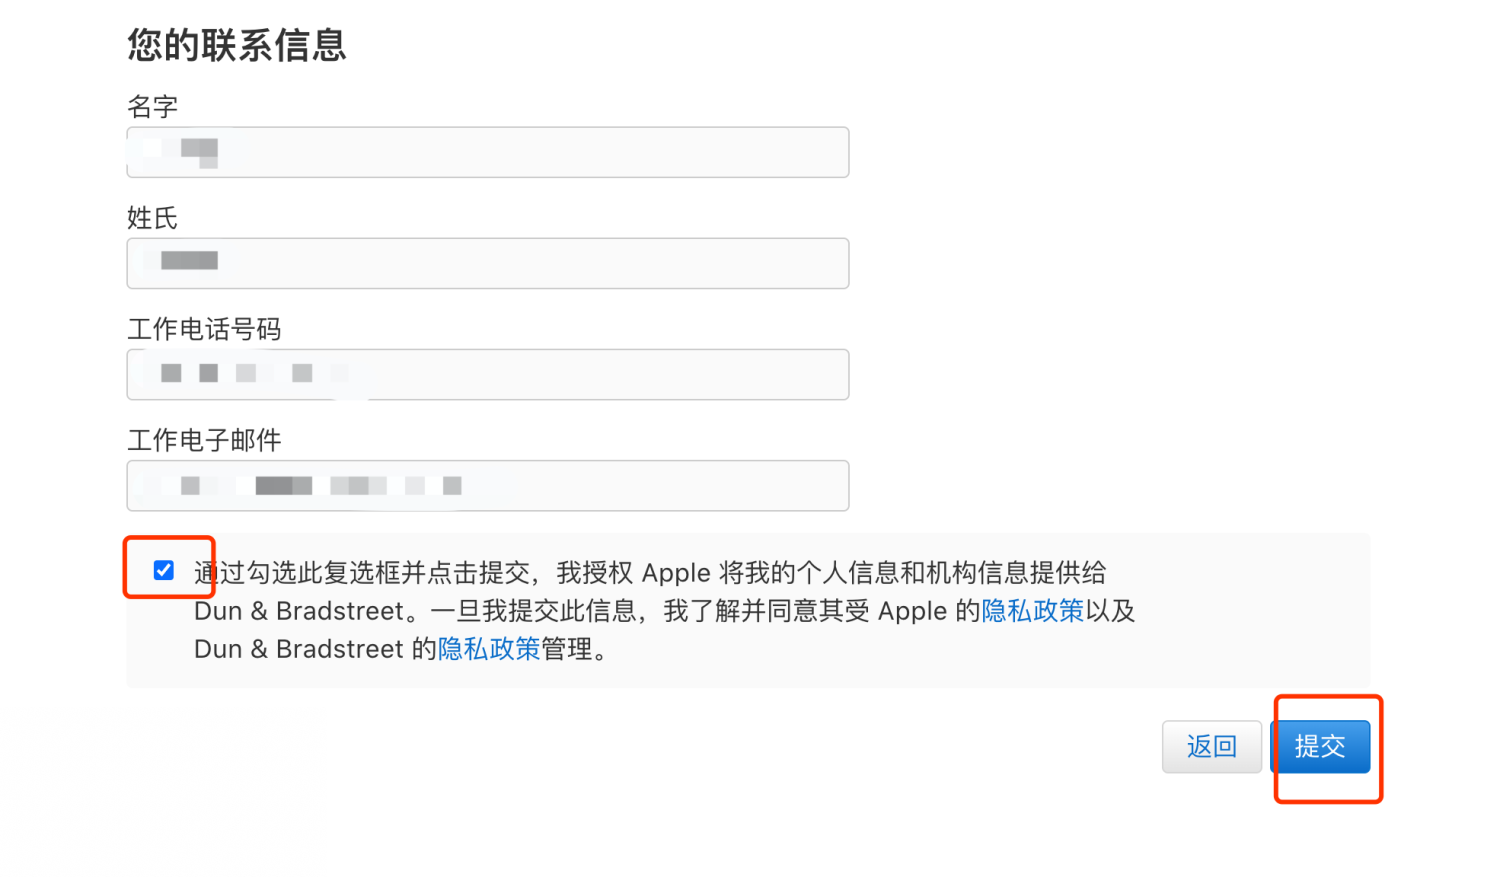 您的联系信息
名字
姓氏
工作电话号码
工作电子邮件
通过勾选此复选框并点击提交，我授权 Apple 将我的个人信息和机构信息提供给
Dun & Bradstreet。一旦我提交此信息，我了解并同意其受 Apple 的隐私政策以及
Dun & Bradstreet 的隐私政策管理。
返回 提交